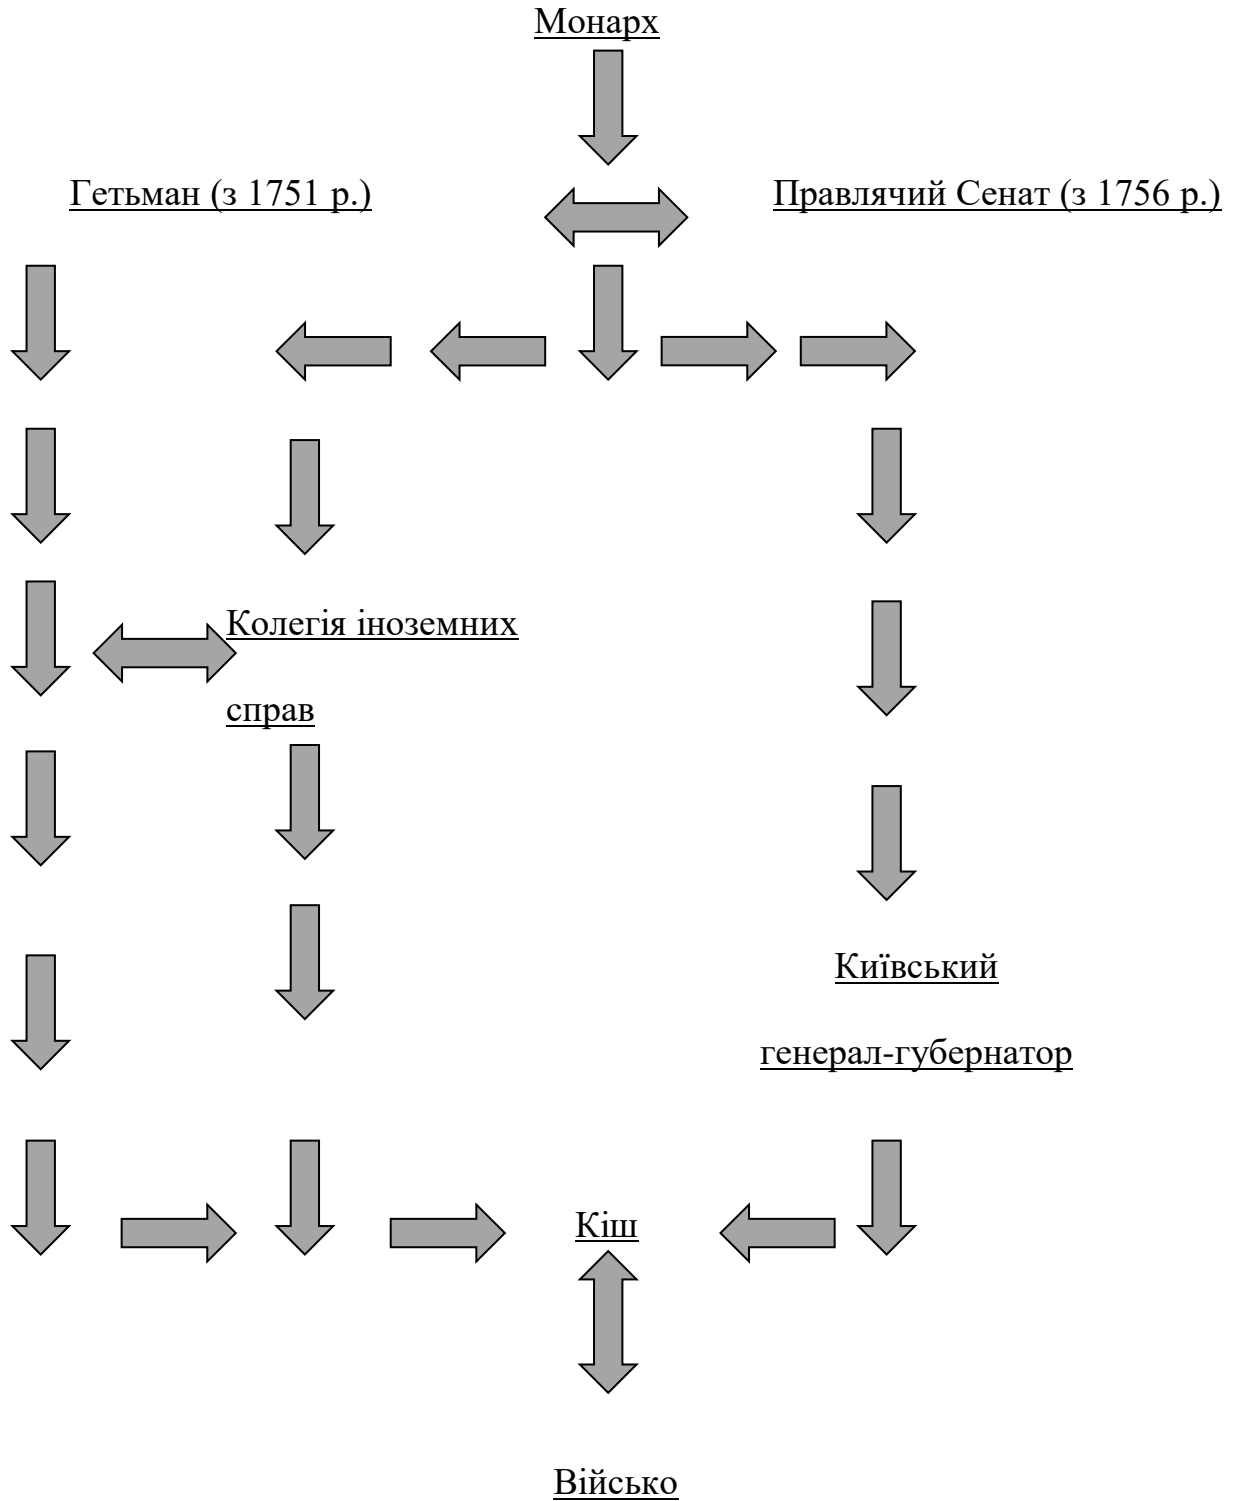 Монарх
Гетьман (з 1751 р.)
Правлячий Сенат (з 1756 р.)
Колегія іноземних
справ
Київський
генерал-губернатор
Кіш
Військо